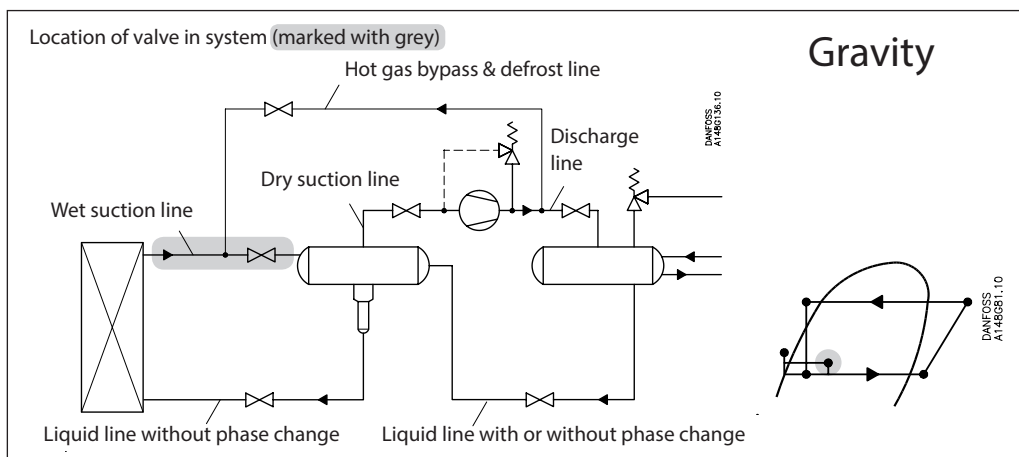 Location of valve in system (marked with grey)
Gravity
Hot gas bypass & defrost line
DANFOSS
A148G136.10
Discharge
line
Dry suction line
Wet suction line
DANFOSS
A148G81.10
Liquid line without phase change
Liquid line with or without phase change